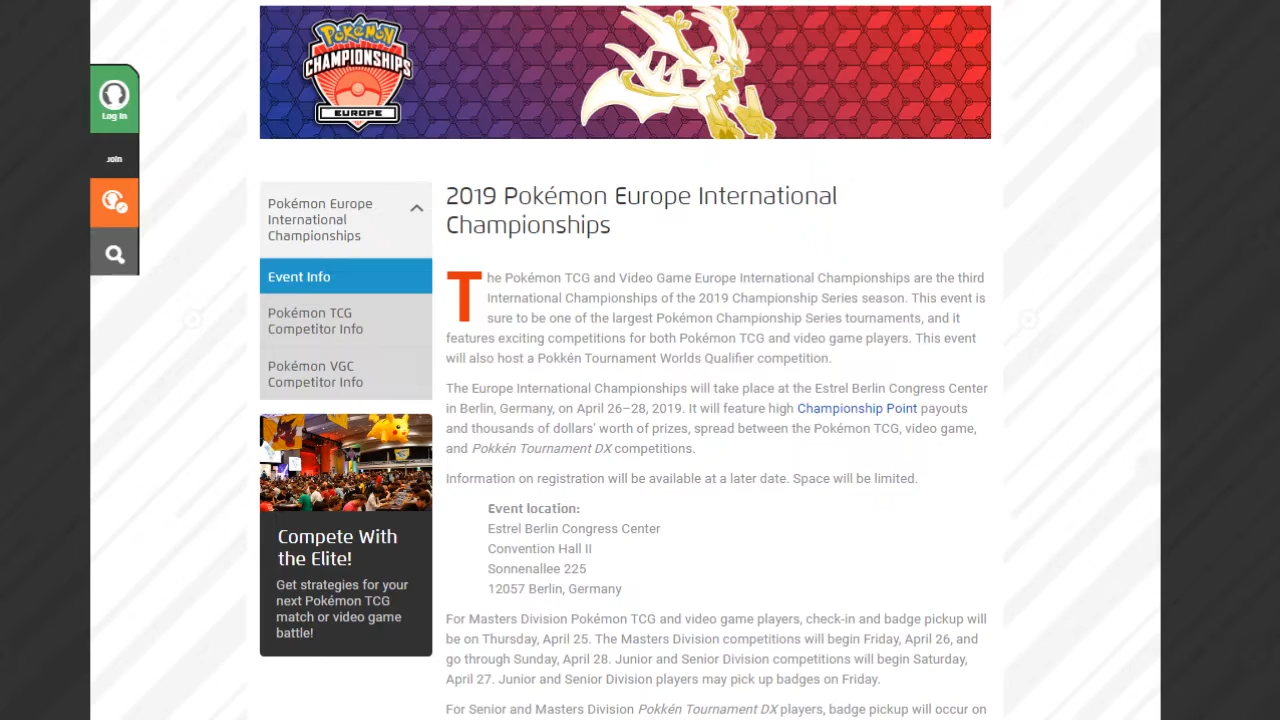 Pokémon
CHAMPIONSHIPS
EUROPE
Log In
Join
Pokémon Europe
International
Championships
Event Info
Pokémon TCG
Competitor Info
Pokémon VGC
Competitor Info
Compete With
the Elite!
Get strategies for your
next Pokémon TCG
match or video game
battle!
2019 Pokémon Europe International
Championships
The Pokémon TCG and Video Game Europe International Championships are the third
International Championships of the 2019 Championship Series season. This event is
sure to be one of the largest Pokémon Championship Series tournaments, and it
features exciting competitions for both Pokémon TCG and video game players. This event
will also host a Pokkén Tournament Worlds Qualifier competition.
The Europe International Championships will take place at the Estrel Berlin Congress Center
in Berlin, Germany, on April 26–28, 2019. It will feature high Championship Point payouts
and thousands of dollars' worth of prizes, spread between the Pokémon TCG, video game,
and Pokkén Tournament DX competitions.
Information on registration will be available at a later date. Space will be limited.
Event location:
Estrel Berlin Congress Center
Convention Hall II
Sonnenallee 225
12057 Berlin, Germany
For Masters Division Pokémon TCG and video game players, check-in and badge pickup will
be on Thursday, April 25. The Masters Division competitions will begin Friday, April 26, and
go through Sunday, April 28. Junior and Senior Division competitions will begin Saturday,
April 27. Junior and Senior Division players may pick up badges on Friday.
For Senior and Masters Division Pokkén Tournament DX players, badge pickup will occur on